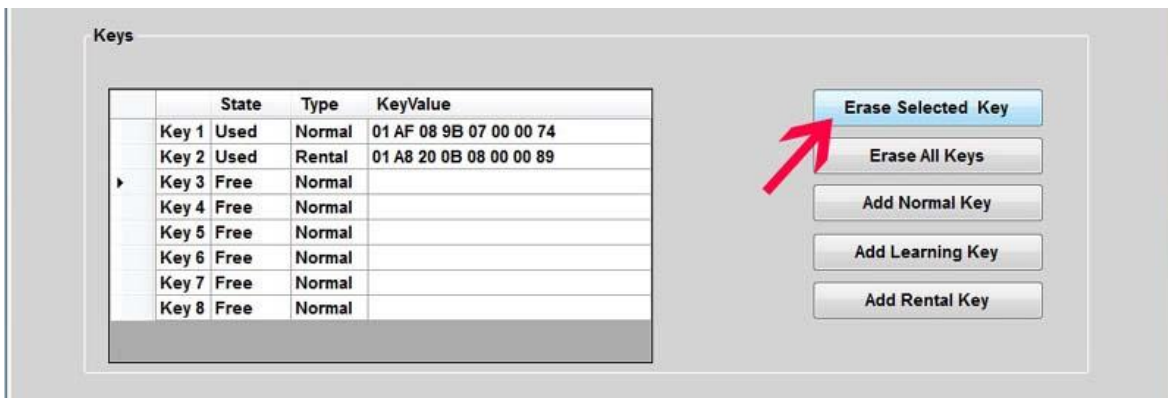 Keys
State Type KeyValue
Key 1 Used Normal 01 AF 08 9B 07 00 00 74
Key 2 Used Rental 01 A8 20 0B 08 00 00 89
Key 3 Free Normal
Key 4 Free Normal
Key 5 Free Normal
Key 6 Free Normal
Key 7 Free Normal
Key 8 Free Normal
Erase Selected Key
Erase All Keys
Add Normal Key
Add Learning Key
Add Rental Key